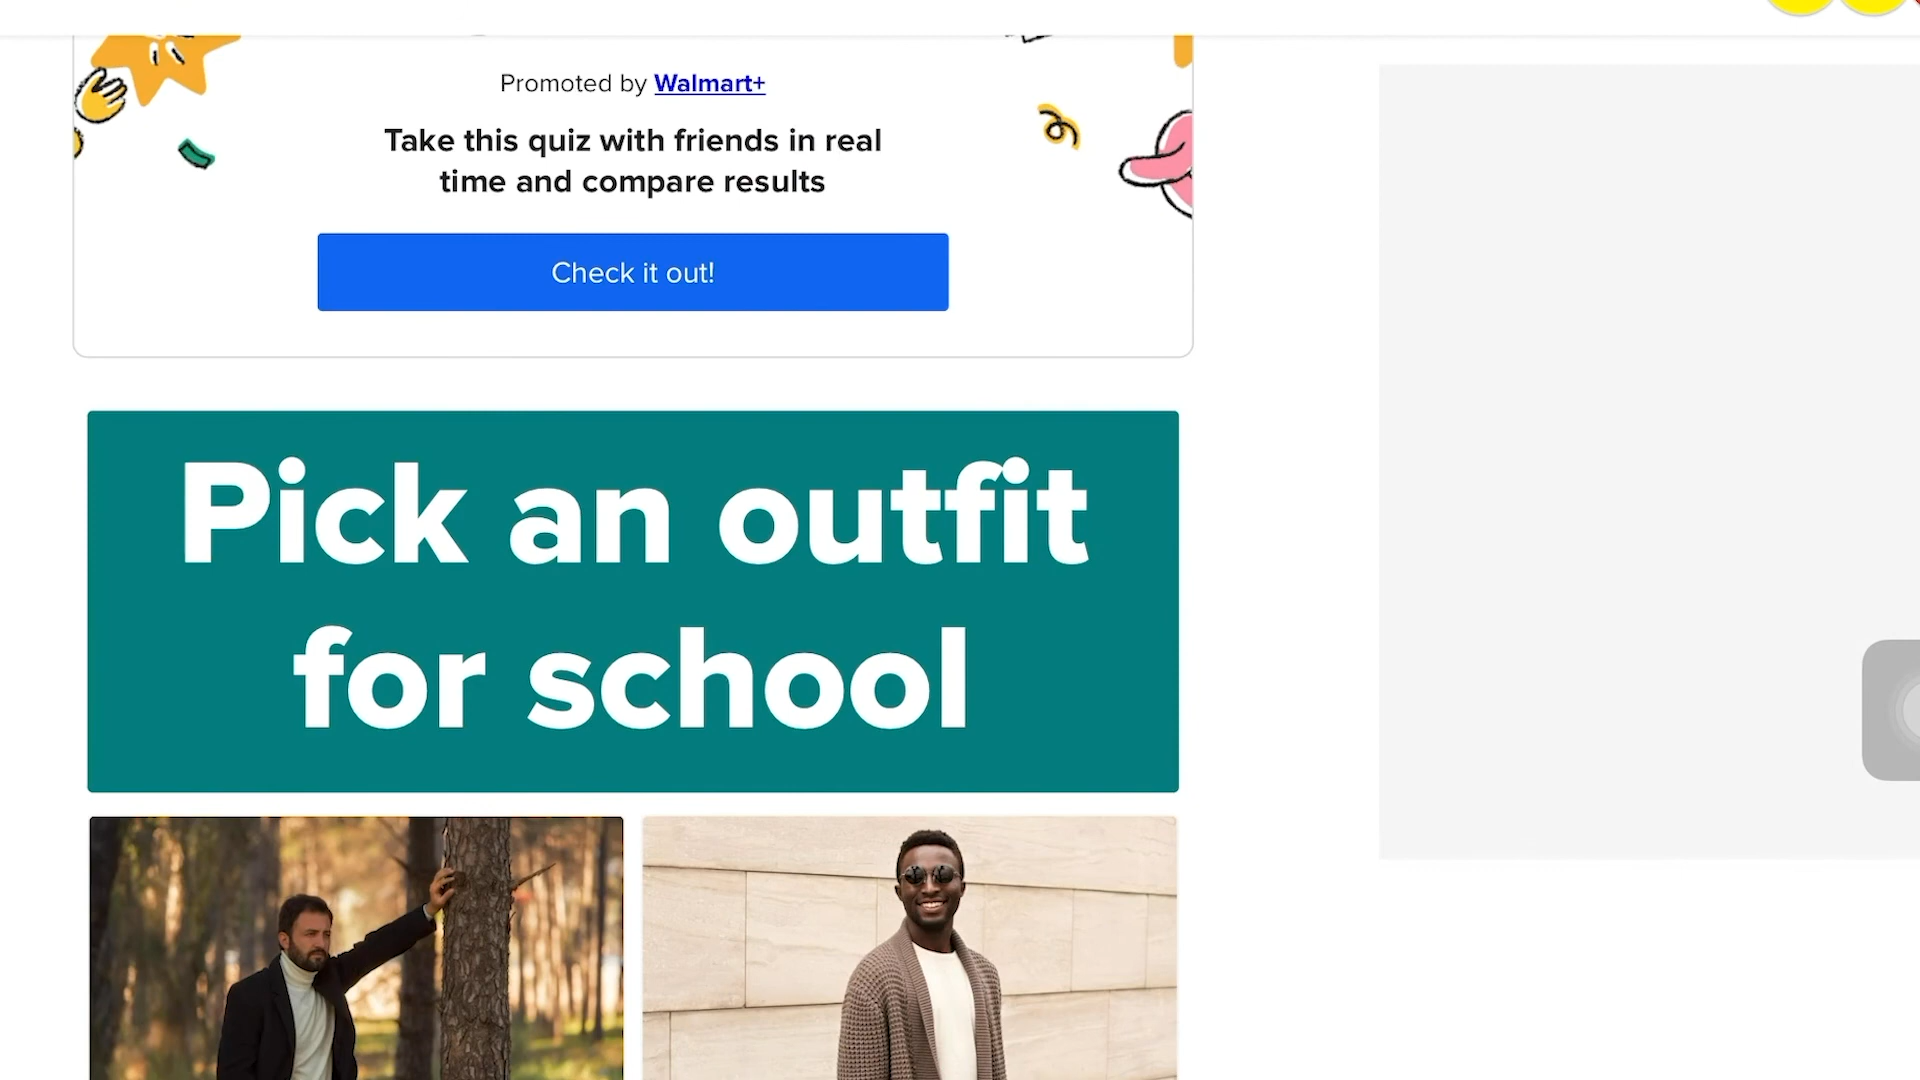 Promoted by Walmart+
Take this quiz with friends in real
time and compare results
Check it out!
Pick an outfit
for school